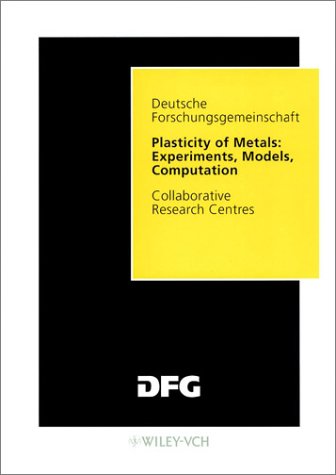 Deutsche
Forschungsgemeinschaft
Plasticity of Metals:
Experiments, Models,
Computation
Collaborative
Research Centres
DFG
WILEY-VCH